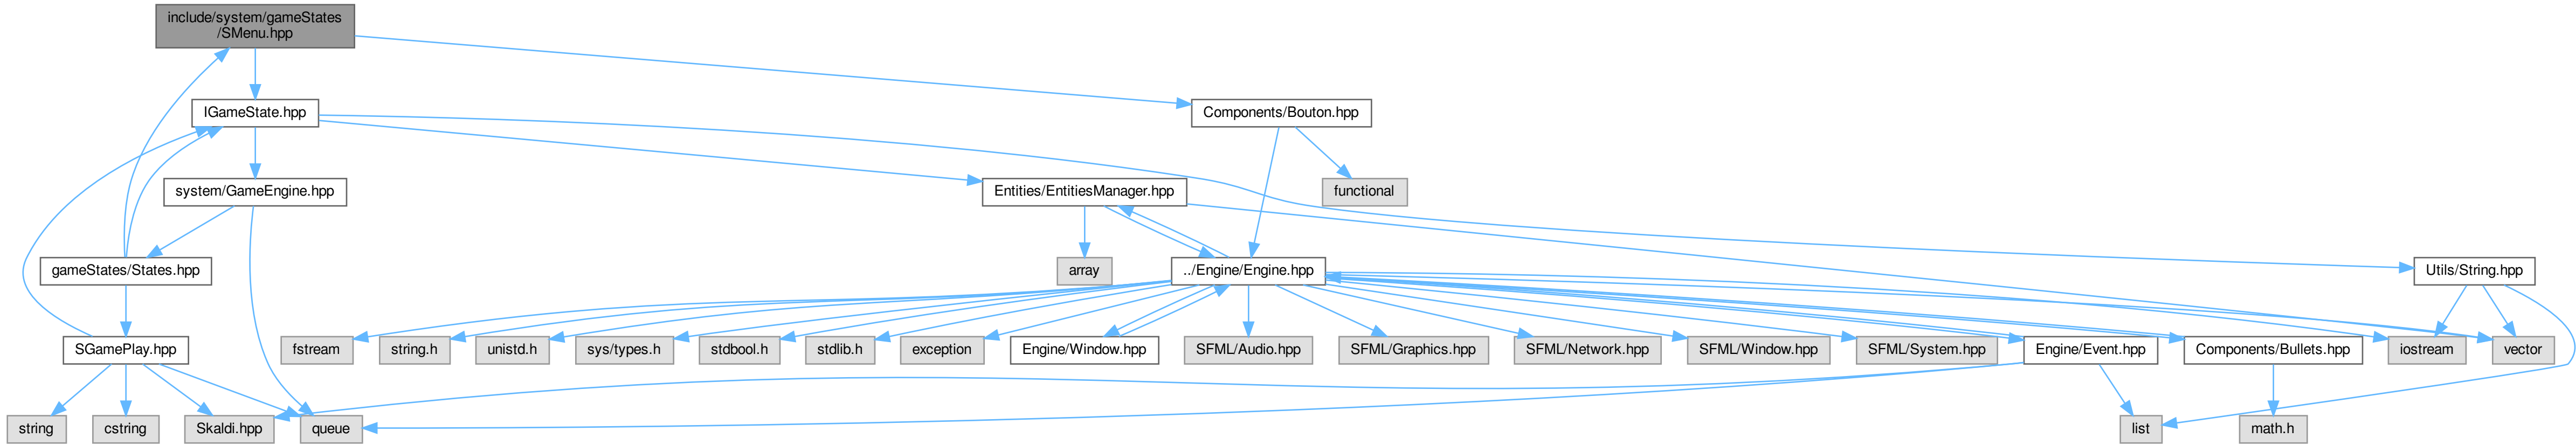 include/system/gameStates
/SMenu.hpp
IGameState.hpp
Components/Bouton.hpp
system/GameEngine.hpp
Entities/EntitiesManager.hpp
functional
gameStates/States.hpp
array
../Engine/Engine.hpp
Utils/String.hpp
SGamePlay.hpp
fstream
string.h
unistd.h
sys/types.h
stdbool.h
stdlib.h
exception
Engine/Window.hpp
SFML/Audio.hpp
SFML/Graphics.hpp
SFML/Network.hpp
SFML/Window.hpp
SFML/System.hpp
Engine/Event.hpp
Components/Bullets.hpp
iostream
vector
string
cstring
Skaldi.hpp
queue
list
math.h